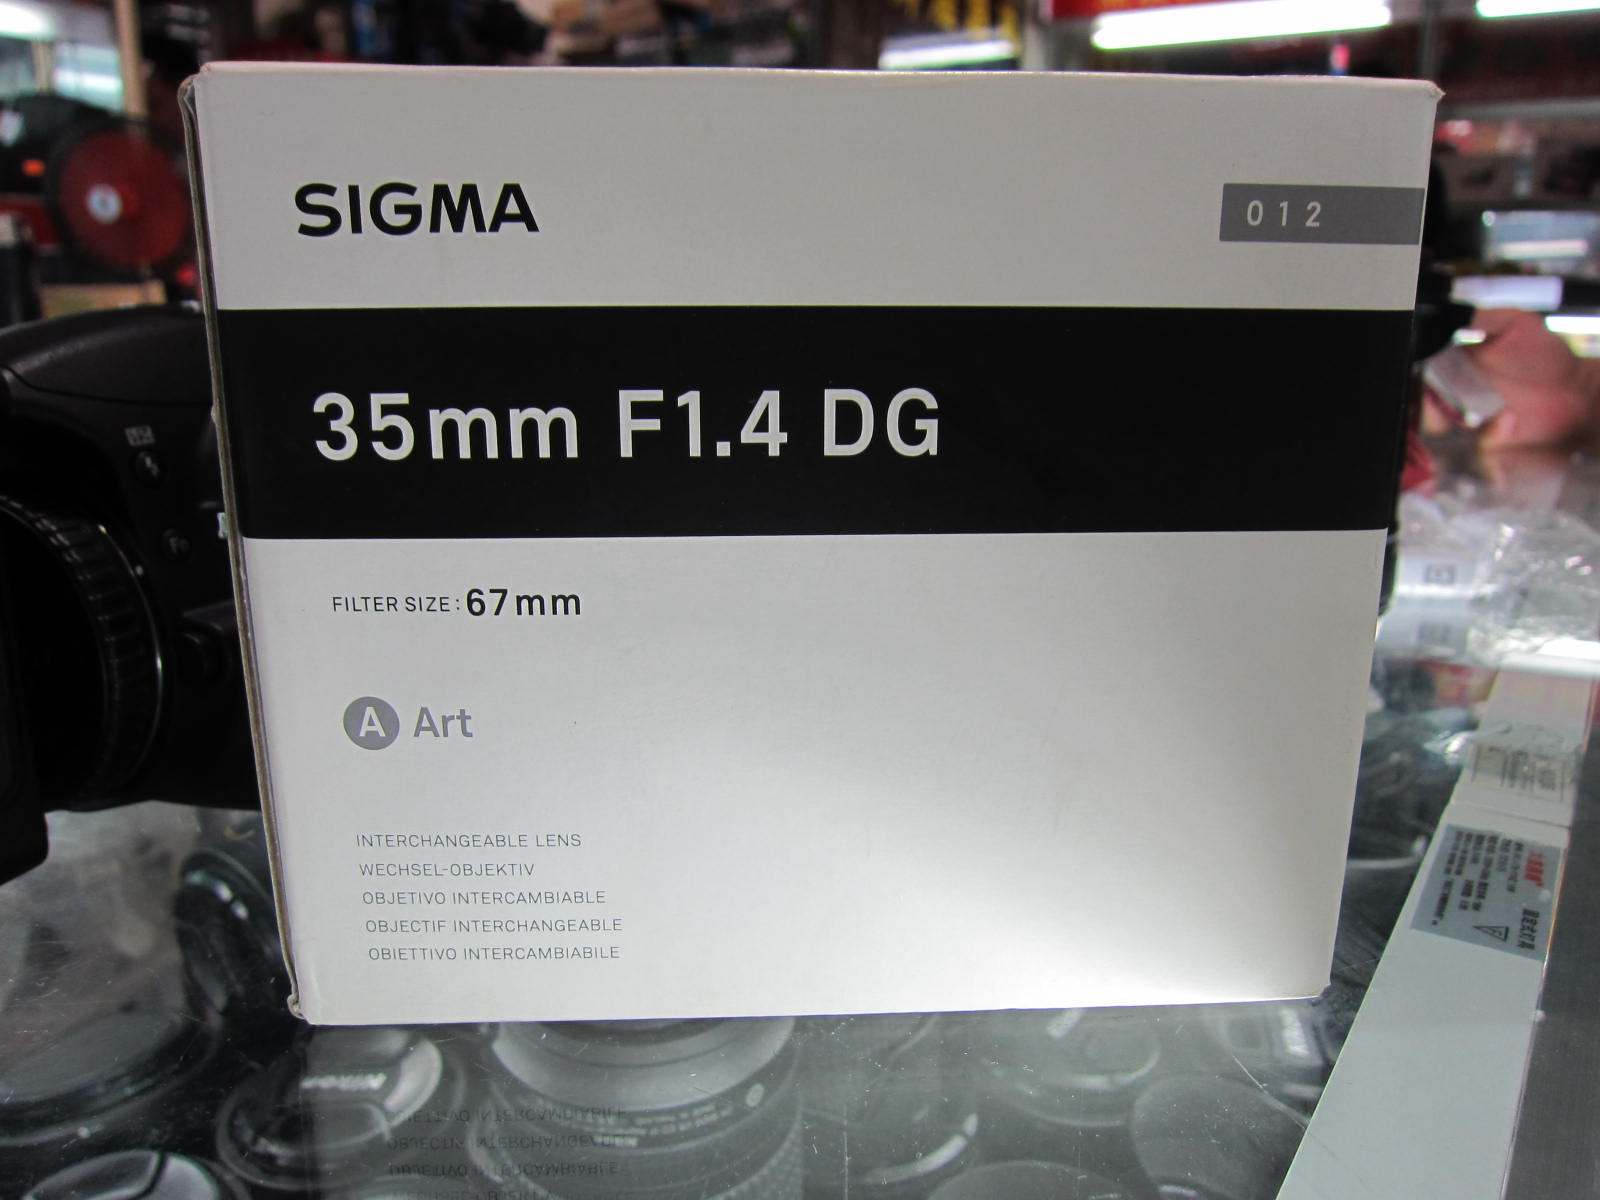 SIGMA
012
35mm F1.4 DG
FILTER SIZE: 67mm
A Art
INTERCHANGEABLE LENS
WECHSEL-OBJEKTIV
OBJETIVO INTERCAMBIABLE
OBJECTIF INTERCHANGEABLE
OBIETTIVO INTERCAMBIABILE